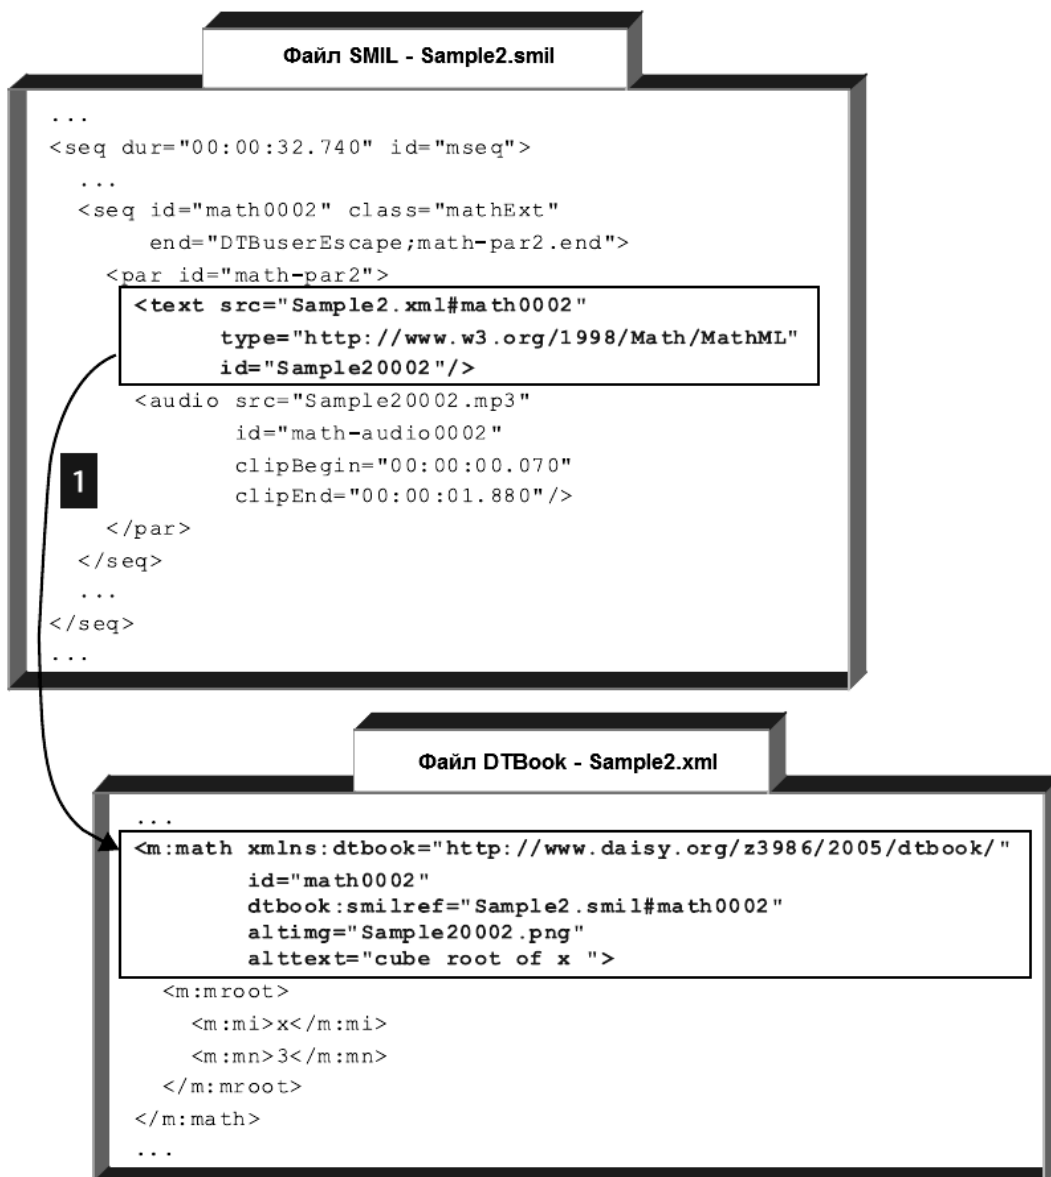 Файл SMIL - Sample2.smil
...
<seq dur="00:00:32.740" id="mseq">
...
<seq id="math0002" class="mathExt"
end="DTBuserEscape;math-par2.end">
<par id="math-par2">
<text src="Sample2.xml#math0002"
type="http://www.w3.org/1998/Math/MathML"
id="Sample20002"/>
<audio src="Sample20002.mp3"
id="math-audio0002"
clipBegin="00:00:00.070"
clipEnd="00:00:01.880"/>
1
</par>
</seq>
...
</seq>
...
Файл DTBook - Sample2.xml
...
<m:math xmlns:dtbook="http://www.daisy.org/z3986/2005/dtbook/"
id="math0002"
dtbook:smilref="Sample2.smil#math0002"
altimg="Sample20002.png"
alttext="cube root of x ">
<m:mroot>
<m:mi>x</m:mi>
<m:mn>3</m:mn>
</m:mroot>
</m:math>
...